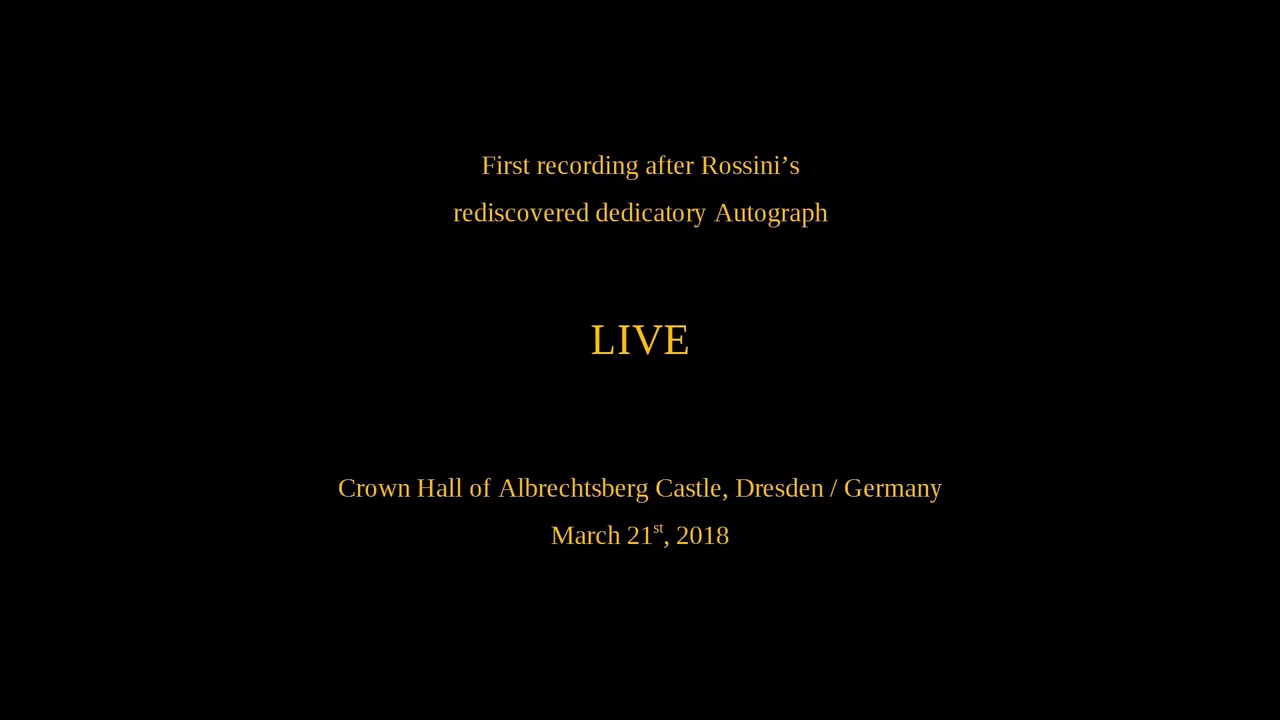 First recording after Rossini’s
rediscovered dedicatory Autograph
LIVE
Crown Hall of Albrechtsberg Castle, Dresden / Germany
March 21st, 2018